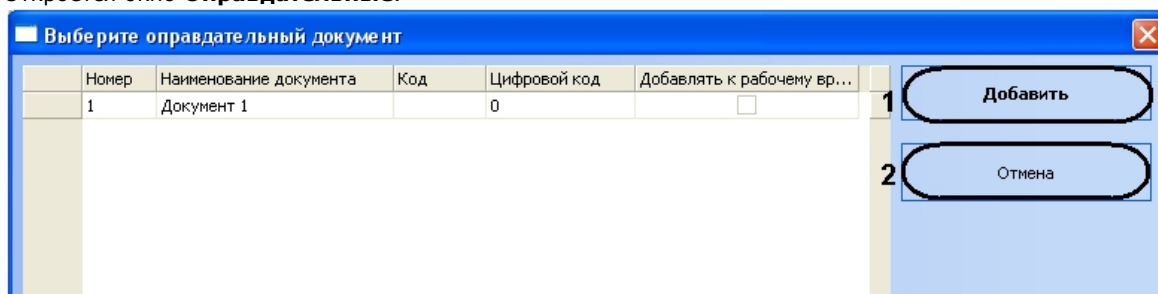 Откроется окно Оправдательные.
Выберите оправдательный документ
Номер Наименование документа Код Цифровой код Добавлять к рабочему вр...
1 Документ 1 0
1 Добавить
2 Отмена